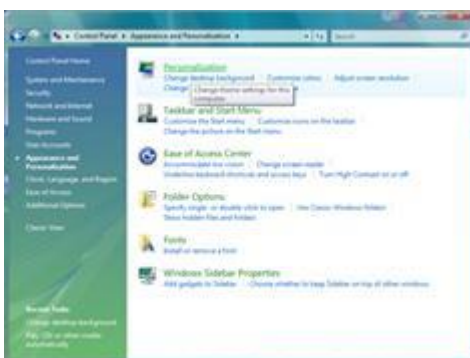 Control Panel ▸ Appearance and Personalization ▸
Search
Control Panel Home
System and Maintenance
Security
Network and Internet
Hardware and Sound
Programs
User Accounts
Appearance and
Personalization
Clock, Language, and Region
Ease of Access
Additional Options
Classic View
Recent Tasks
Change desktop background
Play CDs or other media
automatically
Personalization
Change desktop background
Customize colors
Adjust screen resolution
Change
Change theme settings for this
computer.
Taskbar and Start Menu
Customize the Start menu
Customize icons on the taskbar
Change the picture on the Start menu
Ease of Access Center
Accommodate low vision
Change screen reader
Underline keyboard shortcuts and access keys
Turn High Contrast on or off
Folder Options
Specify single- or double-click to open
Use Classic Windows folders
Show hidden files and folders
Fonts
Install or remove a font
Windows Sidebar Properties
Add gadgets to Sidebar
Choose whether to keep Sidebar on top of other windows